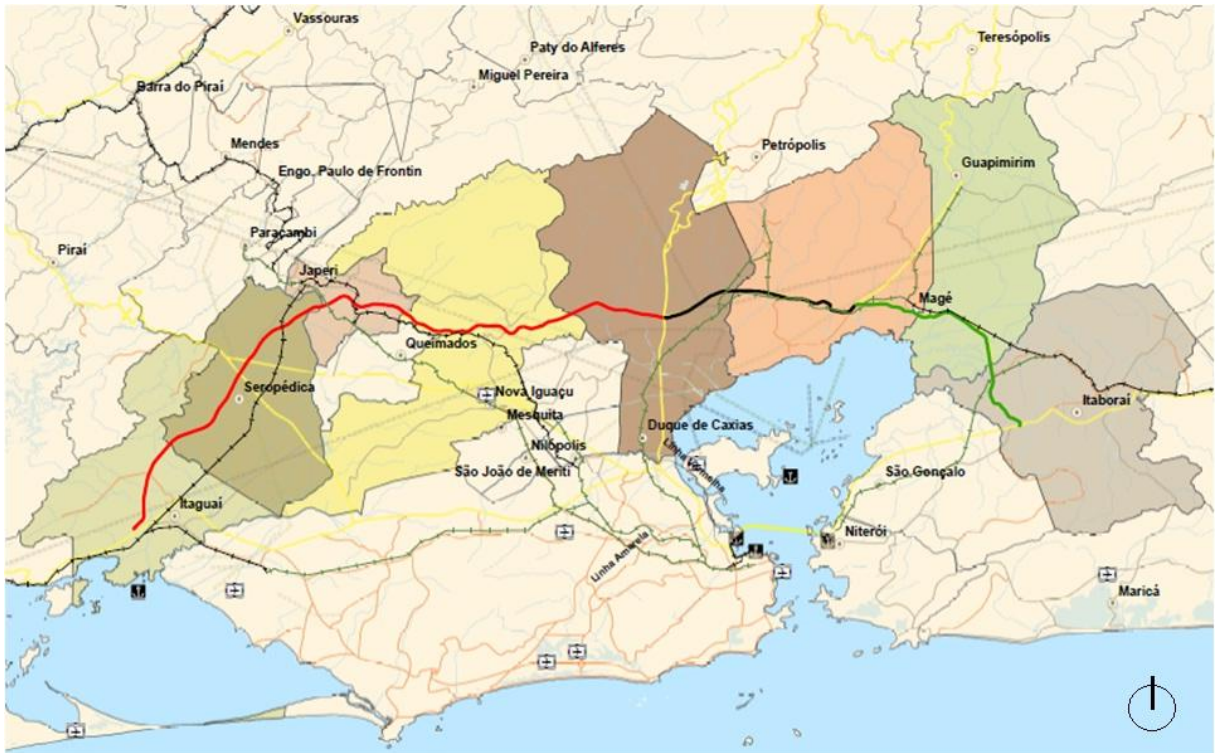 Vassouras
Teresópolis
Paty do Alferes
Miguel Pereira
Barra do Piraí
Mendes
Petrópolis
Guapimirim
Engo. Paulo de Frontin
Paracambi
Piraí
Japeri
Magé
Queimados
Seropédica
Nova Iguaçu
Itaboraí
Mesquita
Duque de Caxias
Nilópolis
Linha Vermelha
São João de Meriti
São Gonçalo
Itaguaí
Niterói
Linha Amarela
Maricá